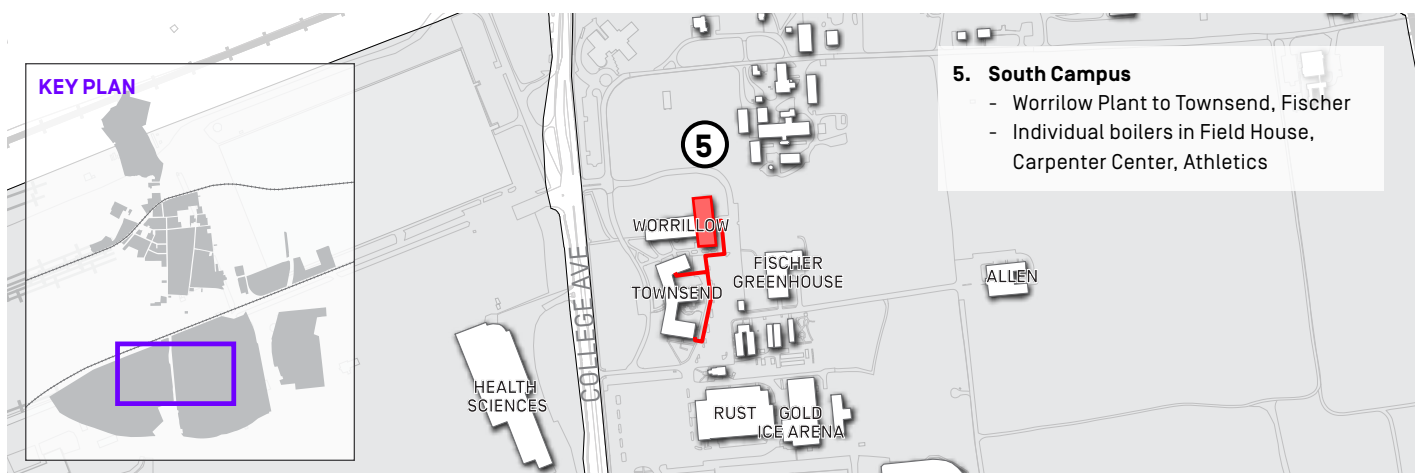 KEY PLAN
5. South Campus
- Worrilow Plant to Townsend, Fischer
- Individual boilers in Field House,
Carpenter Center, Athletics
5
WORRILLOW
FISCHER
GREENHOUSE
TOWNSEND
ALLEN
COLLEGE AVE
HEALTH
SCIENCES
RUST
GOLD
ICE ARENA